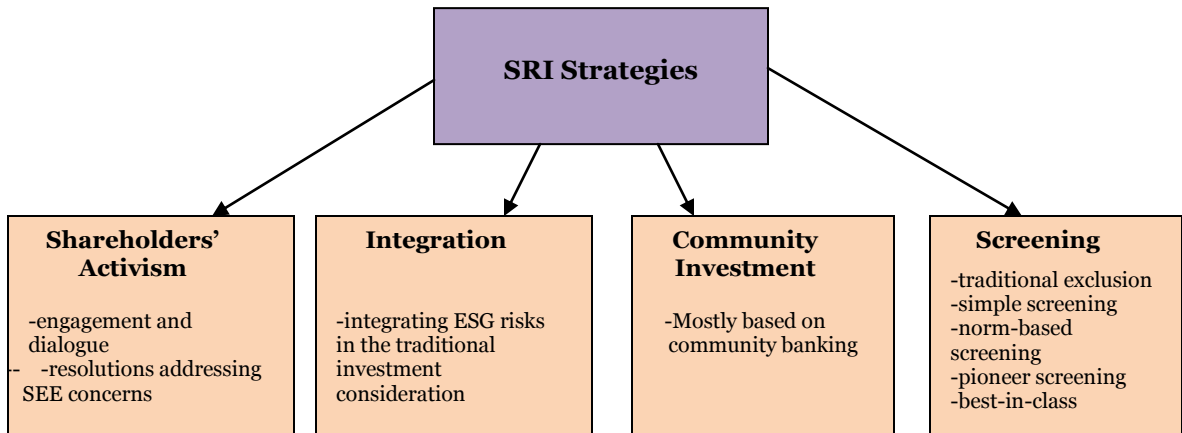 SRI Strategies
Shareholders’
Activism
-engagement and
dialogue
-- -resolutions addressing
SEE concerns
Integration
-integrating ESG risks
in the traditional
investment
consideration
Community
Investment
-Mostly based on
community banking
Screening
-traditional exclusion
-simple screening
-norm-based
screening
-pioneer screening
-best-in-class